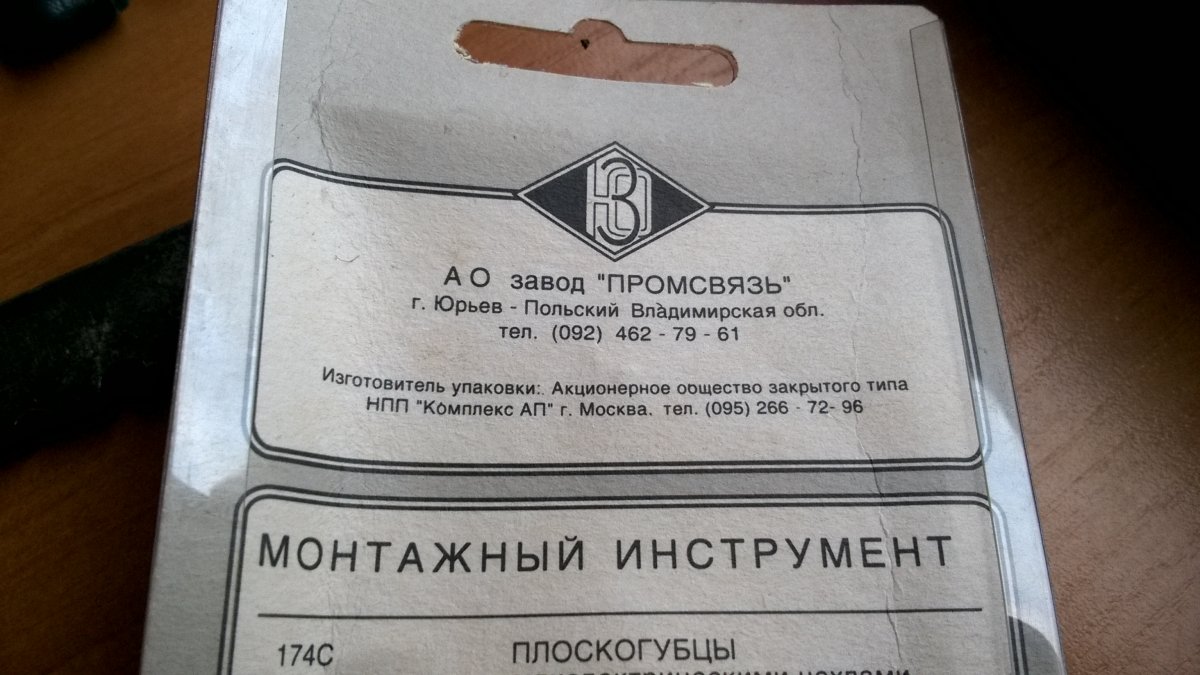 АО завод "ПРОМСВЯЗЬ"
г. Юрьев - Польский Владимирская обл.
тел. (092) 462 - 79 - 61
Изготовитель упаковки: Акционерное общество закрытого типа
НПП "Комплекс АП" г. Москва. тел. (095) 266 - 72- 96
МОНТАЖНЫЙ ИНСТРУМЕНТ
174С ПЛОСКОГУБЦЫ